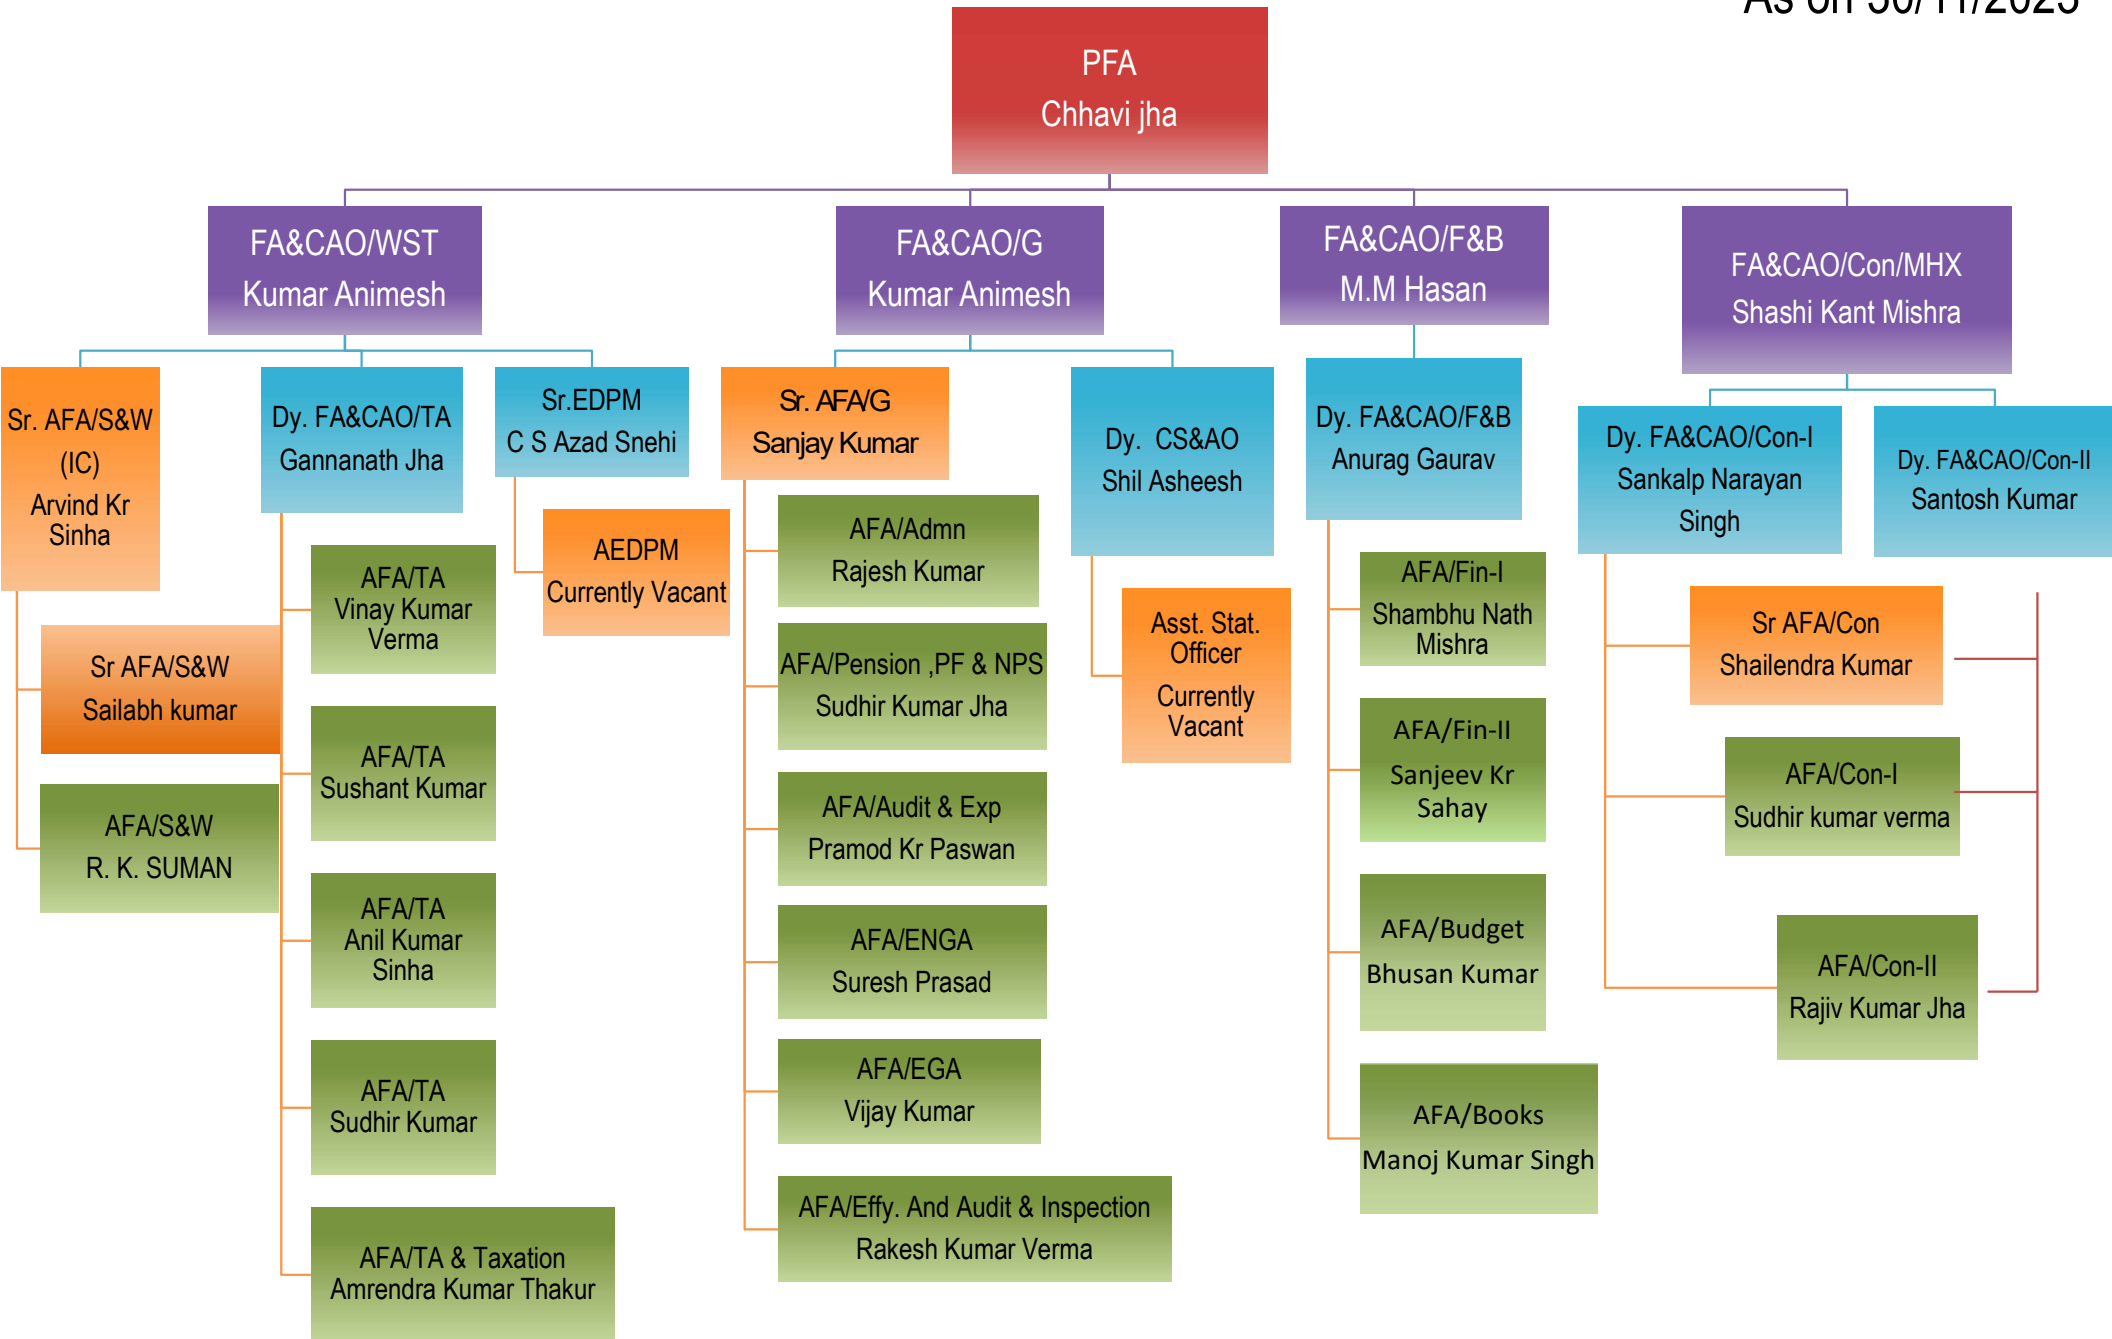 As on 30/11/2023
PFA
Chhavi jha
FA&CAO/WST
Kumar Animesh
FA&CAO/G
Kumar Animesh
FA&CAO/F&B
M.M Hasan
FA&CAO/Con/MHX
Shashi Kant Mishra
Sr. AFA/S&W
(IC)
Arvind Kr
Sinha
Sr AFA/S&W
Sailabh kumar
AFA/S&W
R. K. SUMAN
Dy. FA&CAO/TA
Gannanath Jha
AFA/TA
Vinay Kumar
Verma
AFA/TA
Sushant Kumar
AFA/TA
Anil Kumar
Sinha
AFA/TA
Sudhir Kumar
AFA/TA & Taxation
Amrendra Kumar Thakur
Sr.EDPM
C S Azad Snehi
AEDPM
Currently Vacant
Sr. AFA/G
Sanjay Kumar
AFA/Admn
Rajesh Kumar
AFA/Pension ,PF & NPS
Sudhir Kumar Jha
AFA/Audit & Exp
Pramod Kr Paswan
AFA/ENGA
Suresh Prasad
AFA/EGA
Vijay Kumar
AFA/Effy. And Audit & Inspection
Rakesh Kumar Verma
Dy.  CS&AO
Shil Asheesh
Asst. Stat.
Officer
Currently
Vacant
Dy. FA&CAO/F&B
Anurag Gaurav
AFA/Fin-I
Shambhu Nath
Mishra
AFA/Fin-II
Sanjeev Kr
Sahay
AFA/Budget
Bhusan Kumar
AFA/Books
Manoj Kumar Singh
Dy. FA&CAO/Con-I
Sankalp Narayan
Singh
Dy. FA&CAO/Con-II
Santosh Kumar
Sr AFA/Con
Shailendra Kumar
AFA/Con-I
Sudhir kumar verma
AFA/Con-II
Rajiv Kumar Jha